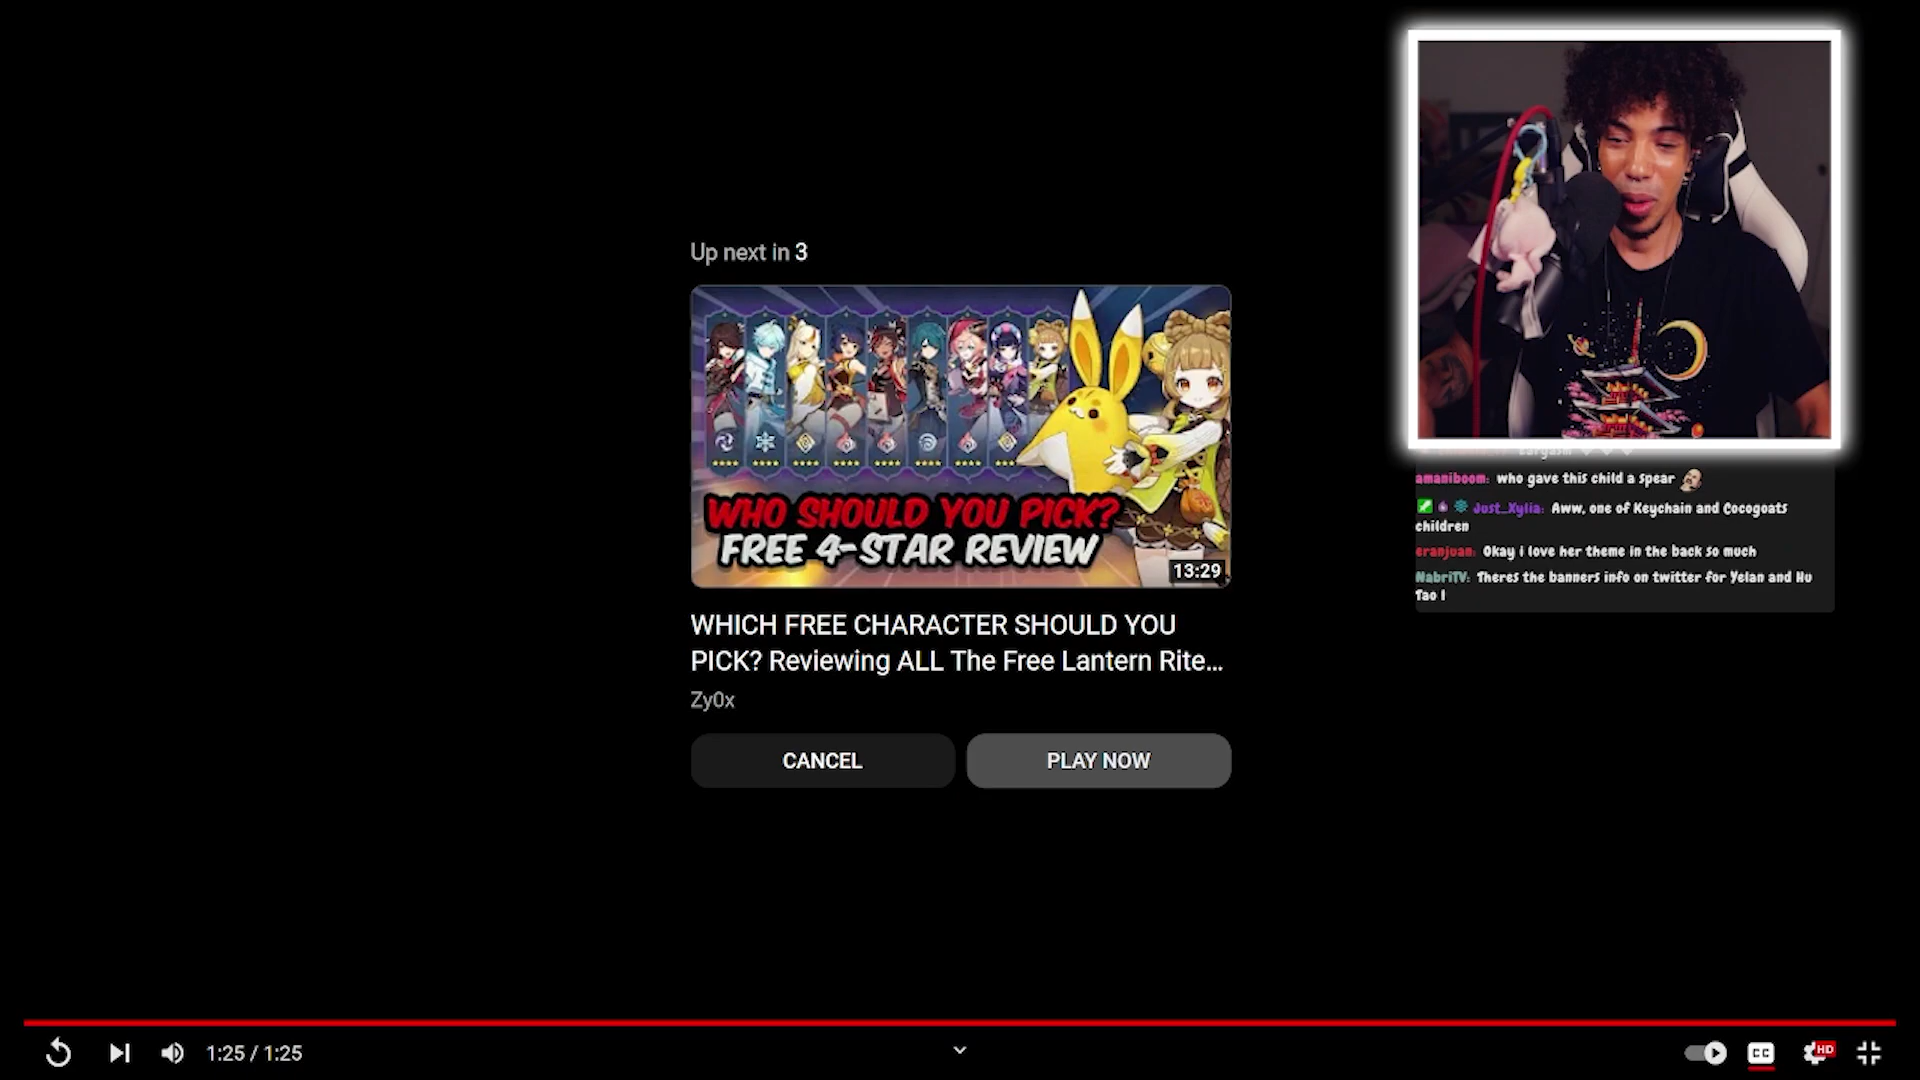 Up next in 3
WHO SHOULD YOU PICK?
FREE 4-STAR REVIEW
13:29
WHICH FREE CHARACTER SHOULD YOU
PICK? Reviewing ALL The Free Lantern Rite...
Zy0x
CANCEL
PLAY NOW
amaniboom: who gave this child a spear
Just_Xylia: Aww, one of Keychain and Cocogoats
children
eranjuan: Okay i love her theme in the back so much
NabriTV: Theres the banners info on twitter for Yelan and Hu
Tao !
1:25 / 1:25
CC
HD